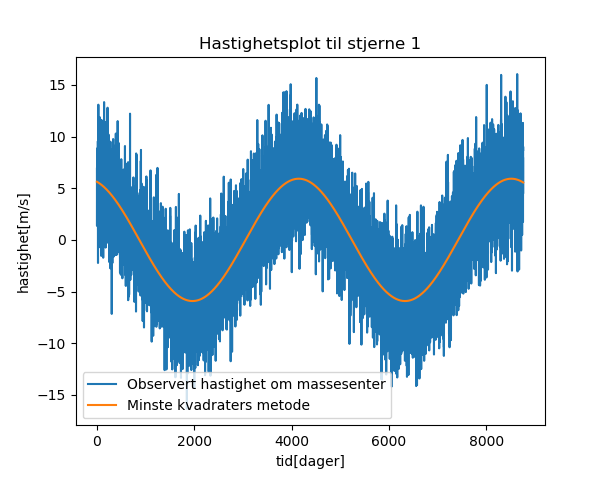 Hastighetsplot til stjerne 1
hastighet[m/s]
15
10
5
0
−5
−10
−15
Observert hastighet om massesenter
Minste kvadraters metode
0 2000 4000 6000 8000
tid[dager]